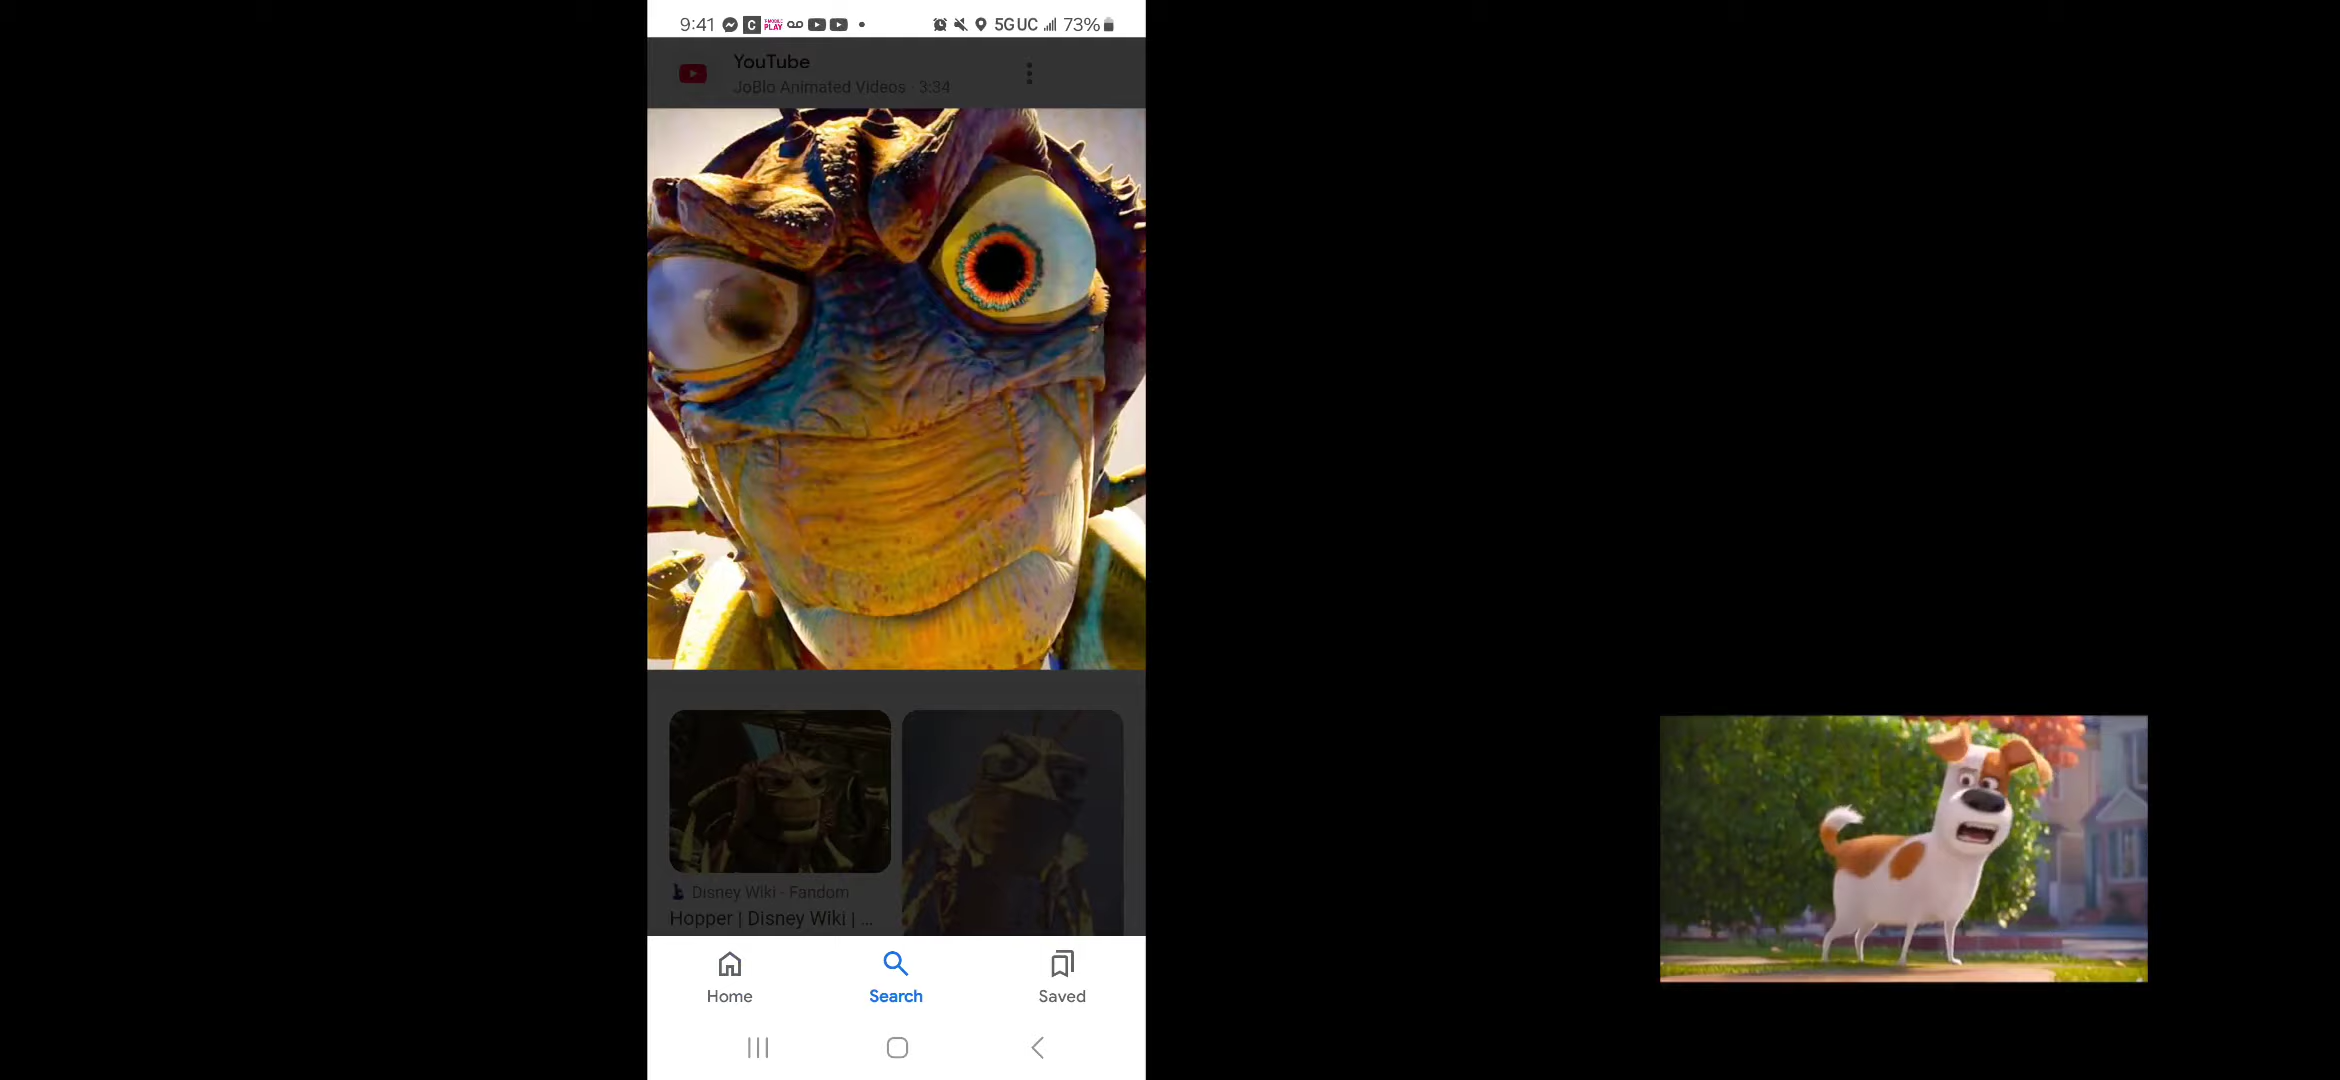 9:41 5G UC 73%
YouTube
JoBlo Animated Videos · 3:34
Disney Wiki - Fandom
Hopper | Disney Wiki | ...
Home Search Saved